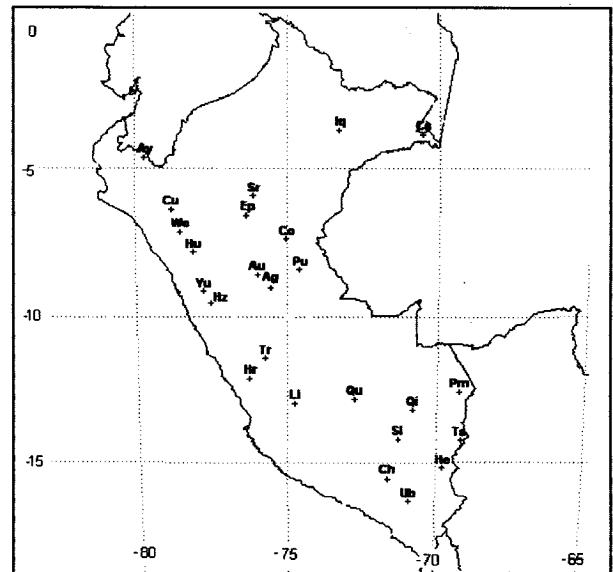 0
Iq
Ay
-5
Sr
Cu
Ep
We
Co
Hu
Au
Pu
Ag
Yu
Hz
-10
Tr
Hr
Pm
Li
Qu
Qi
Si
Ta
He
-15
Ch
Ub
-80
-75
-70
-65